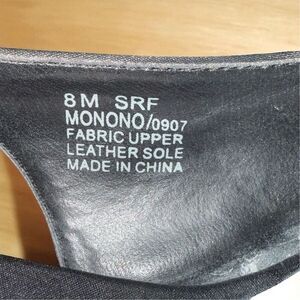 8 M SRF
MONONO/0907
FABRIC UPPER
LEATHER SOLE
MADE IN CHINA